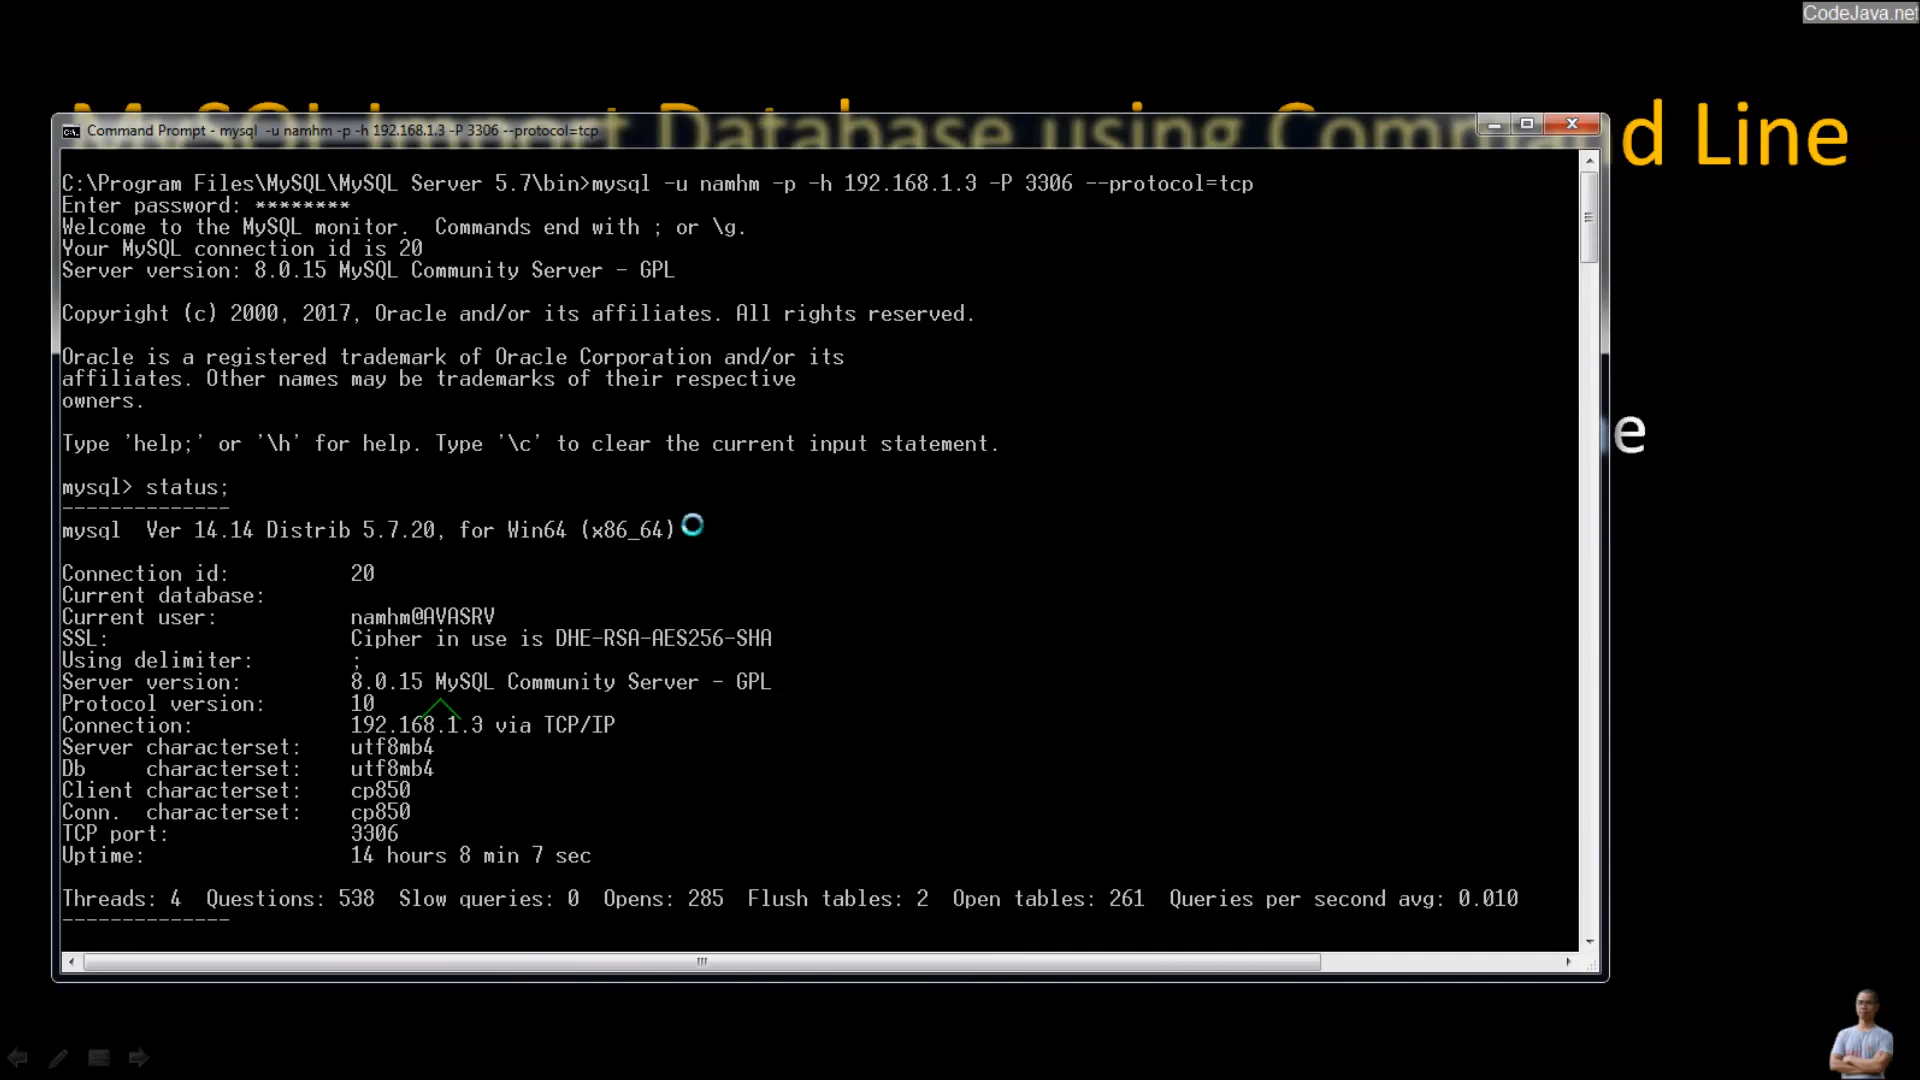 CodeJava.net
MySQL Import Database using Command Line
Command Prompt - mysql  -u namhm -p -h 192.168.1.3 -P 3306 --protocol=tcp
C:\Program Files\MySQL\MySQL Server 5.7\bin>mysql -u namhm -p -h 192.168.1.3 -P 3306 --protocol=tcp
Enter password: ********
Welcome to the MySQL monitor.  Commands end with ; or \g.
Your MySQL connection id is 20
Server version: 8.0.15 MySQL Community Server - GPL
Copyright (c) 2000, 2017, Oracle and/or its affiliates. All rights reserved.
Oracle is a registered trademark of Oracle Corporation and/or its
affiliates. Other names may be trademarks of their respective
owners.
e
Type 'help;' or '\h' for help. Type '\c' to clear the current input statement.
mysql> status;
--------------
mysql  Ver 14.14 Distrib 5.7.20, for Win64 (x86_64)
Connection id:          20
Current database:
Current user:           namhm@AVASRV
SSL:                    Cipher in use is DHE-RSA-AES256-SHA
Using delimiter:        ;
Server version:         8.0.15 MySQL Community Server - GPL
Protocol version:       10
Connection:             192.168.1.3 via TCP/IP
Server characterset:    utf8mb4
Db     characterset:    utf8mb4
Client characterset:    cp850
Conn.  characterset:    cp850
TCP port:               3306
Uptime:                 14 hours 8 min 7 sec
Threads: 4  Questions: 538  Slow queries: 0  Opens: 285  Flush tables: 2  Open tables: 261  Queries per second avg: 0.010
--------------